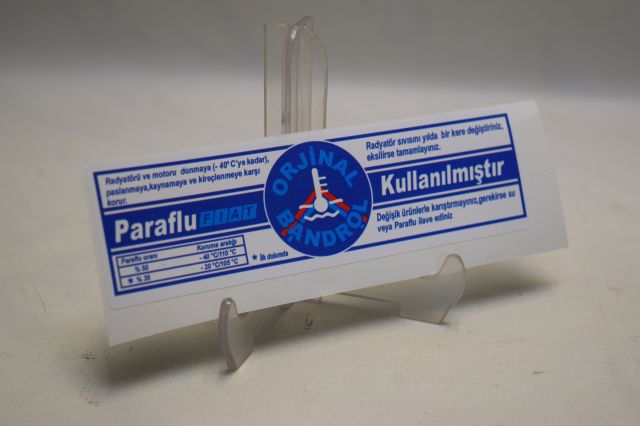 Radyatörü ve motoru donmaya (- 40° C'ye kadar),
paslanmaya,kaynamaya ve kireçlenmeye karşı
korur.
Paraflu FIAT
Paraflu oranı Koruma aralığı
% 50 - 40 °C/110 °C
* % 35 - 20 °C/105 °C
* İlk dolumda
ORJİNAL
BANDROL
Radyatör sıvısını yılda bir kere değiştiriniz,
eksilirse tamamlayınız.
Kullanılmıştır
Değişik ürünlerle karıştırmayınız,gerekirse su
veya Paraflu ilave ediniz